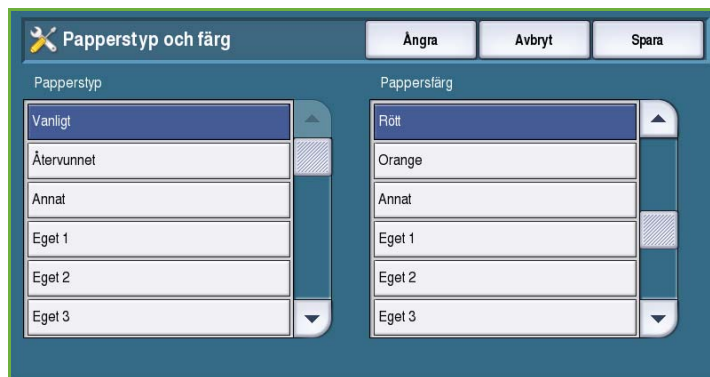 Papperstyp och färg
Ångra
Avbryt
Spara
Papperstyp
Vanligt
Återvunnet
Annat
Eget 1
Eget 2
Eget 3
Pappersfärg
Rött
Orange
Annat
Eget 1
Eget 2
Eget 3